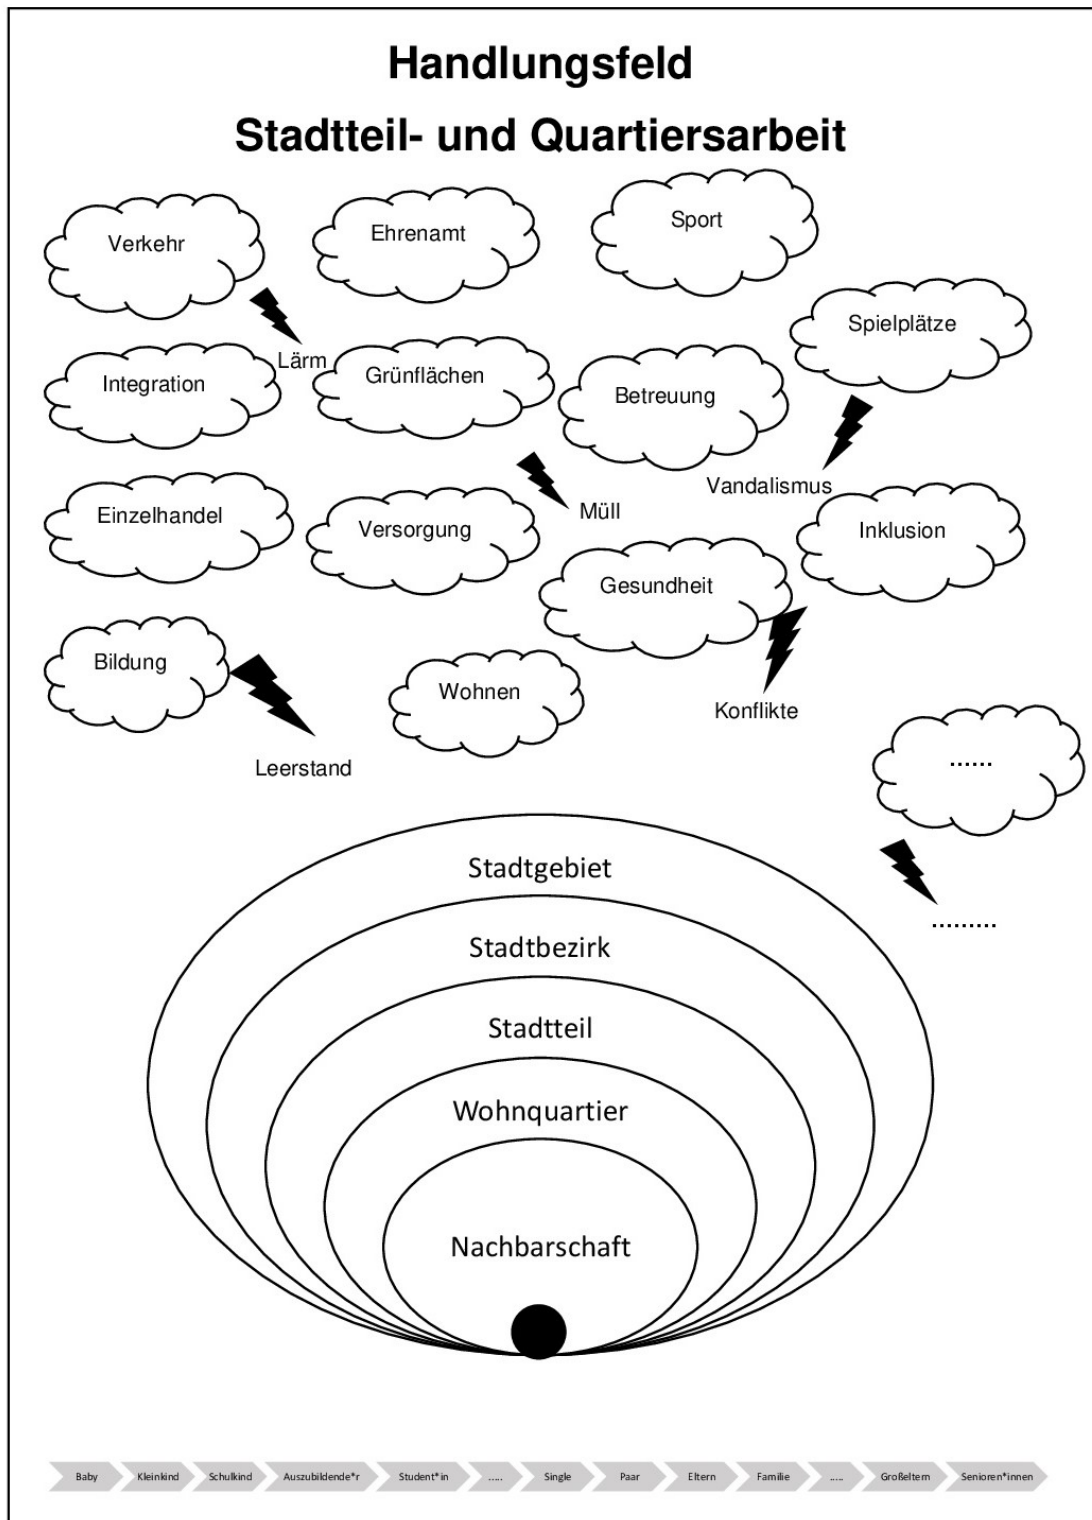 Handlungsfeld
Stadtteil- und Quartiersarbeit
Verkehr
Ehrenamt
Sport
Spielplätze
Lärm
Integration
Grünflächen
Betreuung
Vandalismus
Einzelhandel
Versorgung
Müll
Inklusion
Gesundheit
Bildung
Wohnen
Konflikte
Leerstand
......
.........
Stadtgebiet
Stadtbezirk
Stadtteil
Wohnquartier
Nachbarschaft
Baby
Kleinkind
Schulkind
Auszubildende*r
Student*in
.....
Single
Paar
Eltern
Familie
.....
Großeltern
Senioren*innen